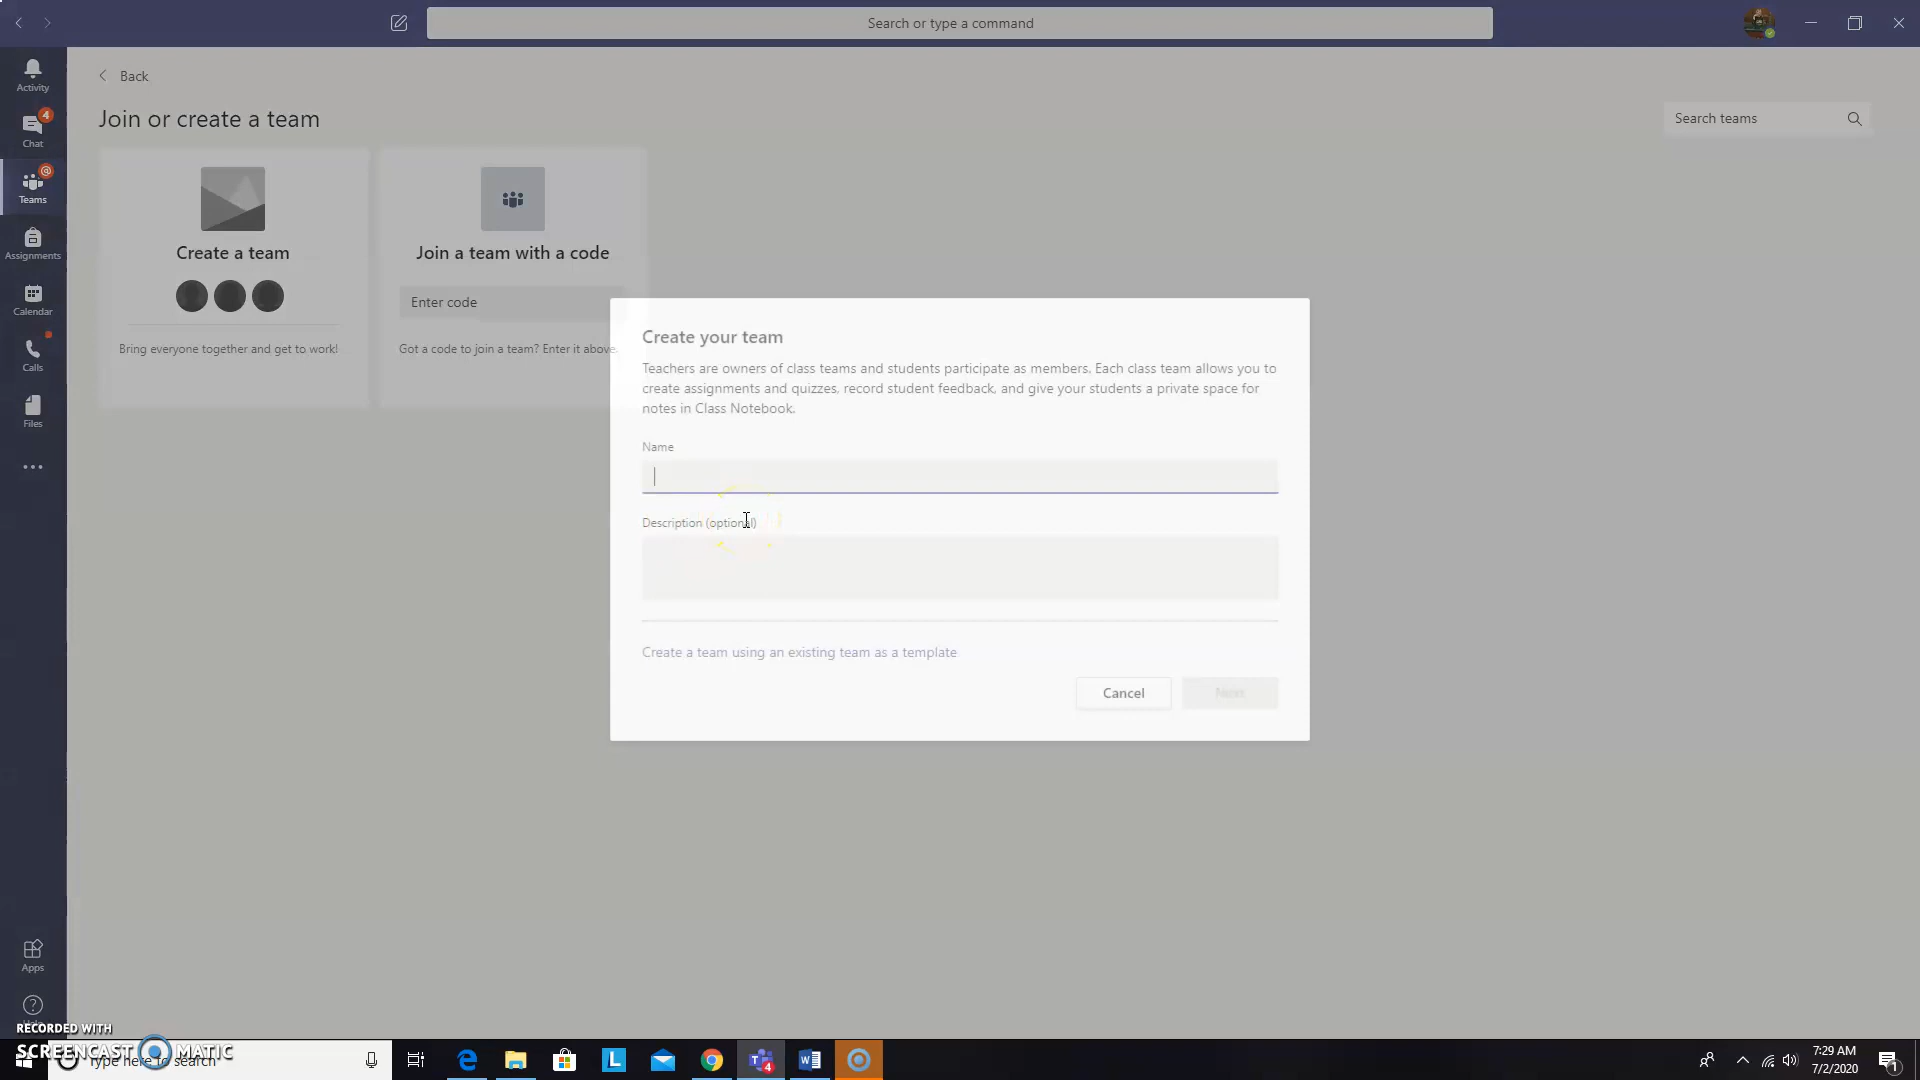 Search or type a command
Activity
4
Chat
@
Teams
Assignments
Calendar
Calls
Files
Apps
Back
Join or create a team
Search teams
Create a team
Bring everyone together and get to work!
Join a team with a code
Enter code
Got a code to join a team? Enter it above.
Create your team
Teachers are owners of class teams and students participate as members. Each class team allows you to
create assignments and quizzes, record student feedback, and give your students a private space for
notes in Class Notebook.
Name
Description (optional)
Create a team using an existing team as a template
Cancel
Next
RECORDED WITH
SCREENCAST MATIC
Type here to search
L
T
4
W
7:29 AM
7/2/2020
1